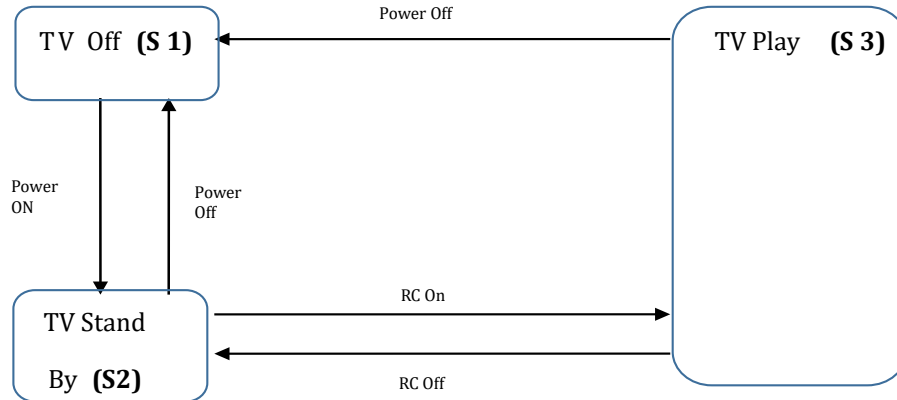 Power Off
TV Off (S 1)
TV Play (S 3)
Power
ON
Power
Off
RC On
TV Stand
By (S2)
RC Off